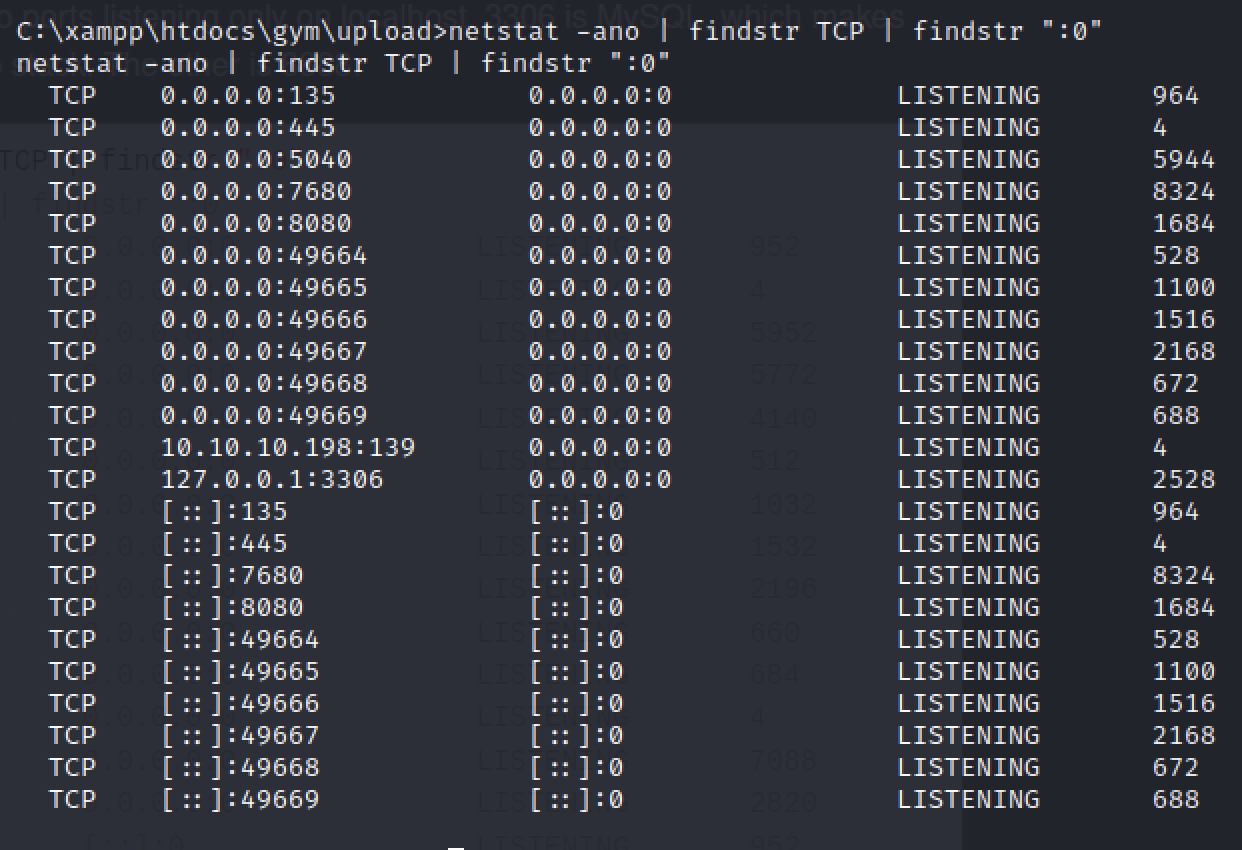 o ports listening only on localhost. 3306 is MySQL, which makes
C:\xampp\htdocs\gym\upload>netstat -ano | findstr TCP | findstr ":0"
netstat -ano | findstr TCP | findstr ":0"
TCP 0.0.0.0:135 0.0.0.0:0 LISTENING 964
TCP 0.0.0.0:445 0.0.0.0:0 LISTENING 4
TCP 0.0.0.0:5040 0.0.0.0:0 LISTENING 5944
TCP 0.0.0.0:7680 0.0.0.0:0 LISTENING 8324
TCP 0.0.0.0:8080 0.0.0.0:0 LISTENING 1684
TCP 0.0.0.0:49664 0.0.0.0:0 LISTENING 528
TCP 0.0.0.0:49665 0.0.0.0:0 LISTENING 1100
TCP 0.0.0.0:49666 0.0.0.0:0 LISTENING 1516
TCP 0.0.0.0:49667 0.0.0.0:0 LISTENING 2168
TCP 0.0.0.0:49668 0.0.0.0:0 LISTENING 672
TCP 0.0.0.0:49669 0.0.0.0:0 LISTENING 688
TCP 10.10.10.198:139 0.0.0.0:0 LISTENING 4
TCP 127.0.0.1:3306 0.0.0.0:0 LISTENING 2528
TCP [::]:135 [::]:0 LISTENING 964
TCP [::]:445 [::]:0 LISTENING 4
TCP [::]:7680 [::]:0 LISTENING 8324
TCP [::]:8080 [::]:0 LISTENING 1684
TCP [::]:49664 [::]:0 LISTENING 528
TCP [::]:49665 [::]:0 LISTENING 1100
TCP [::]:49666 [::]:0 LISTENING 1516
TCP [::]:49667 [::]:0 LISTENING 2168
TCP [::]:49668 [::]:0 LISTENING 672
TCP [::]:49669 [::]:0 LISTENING 688